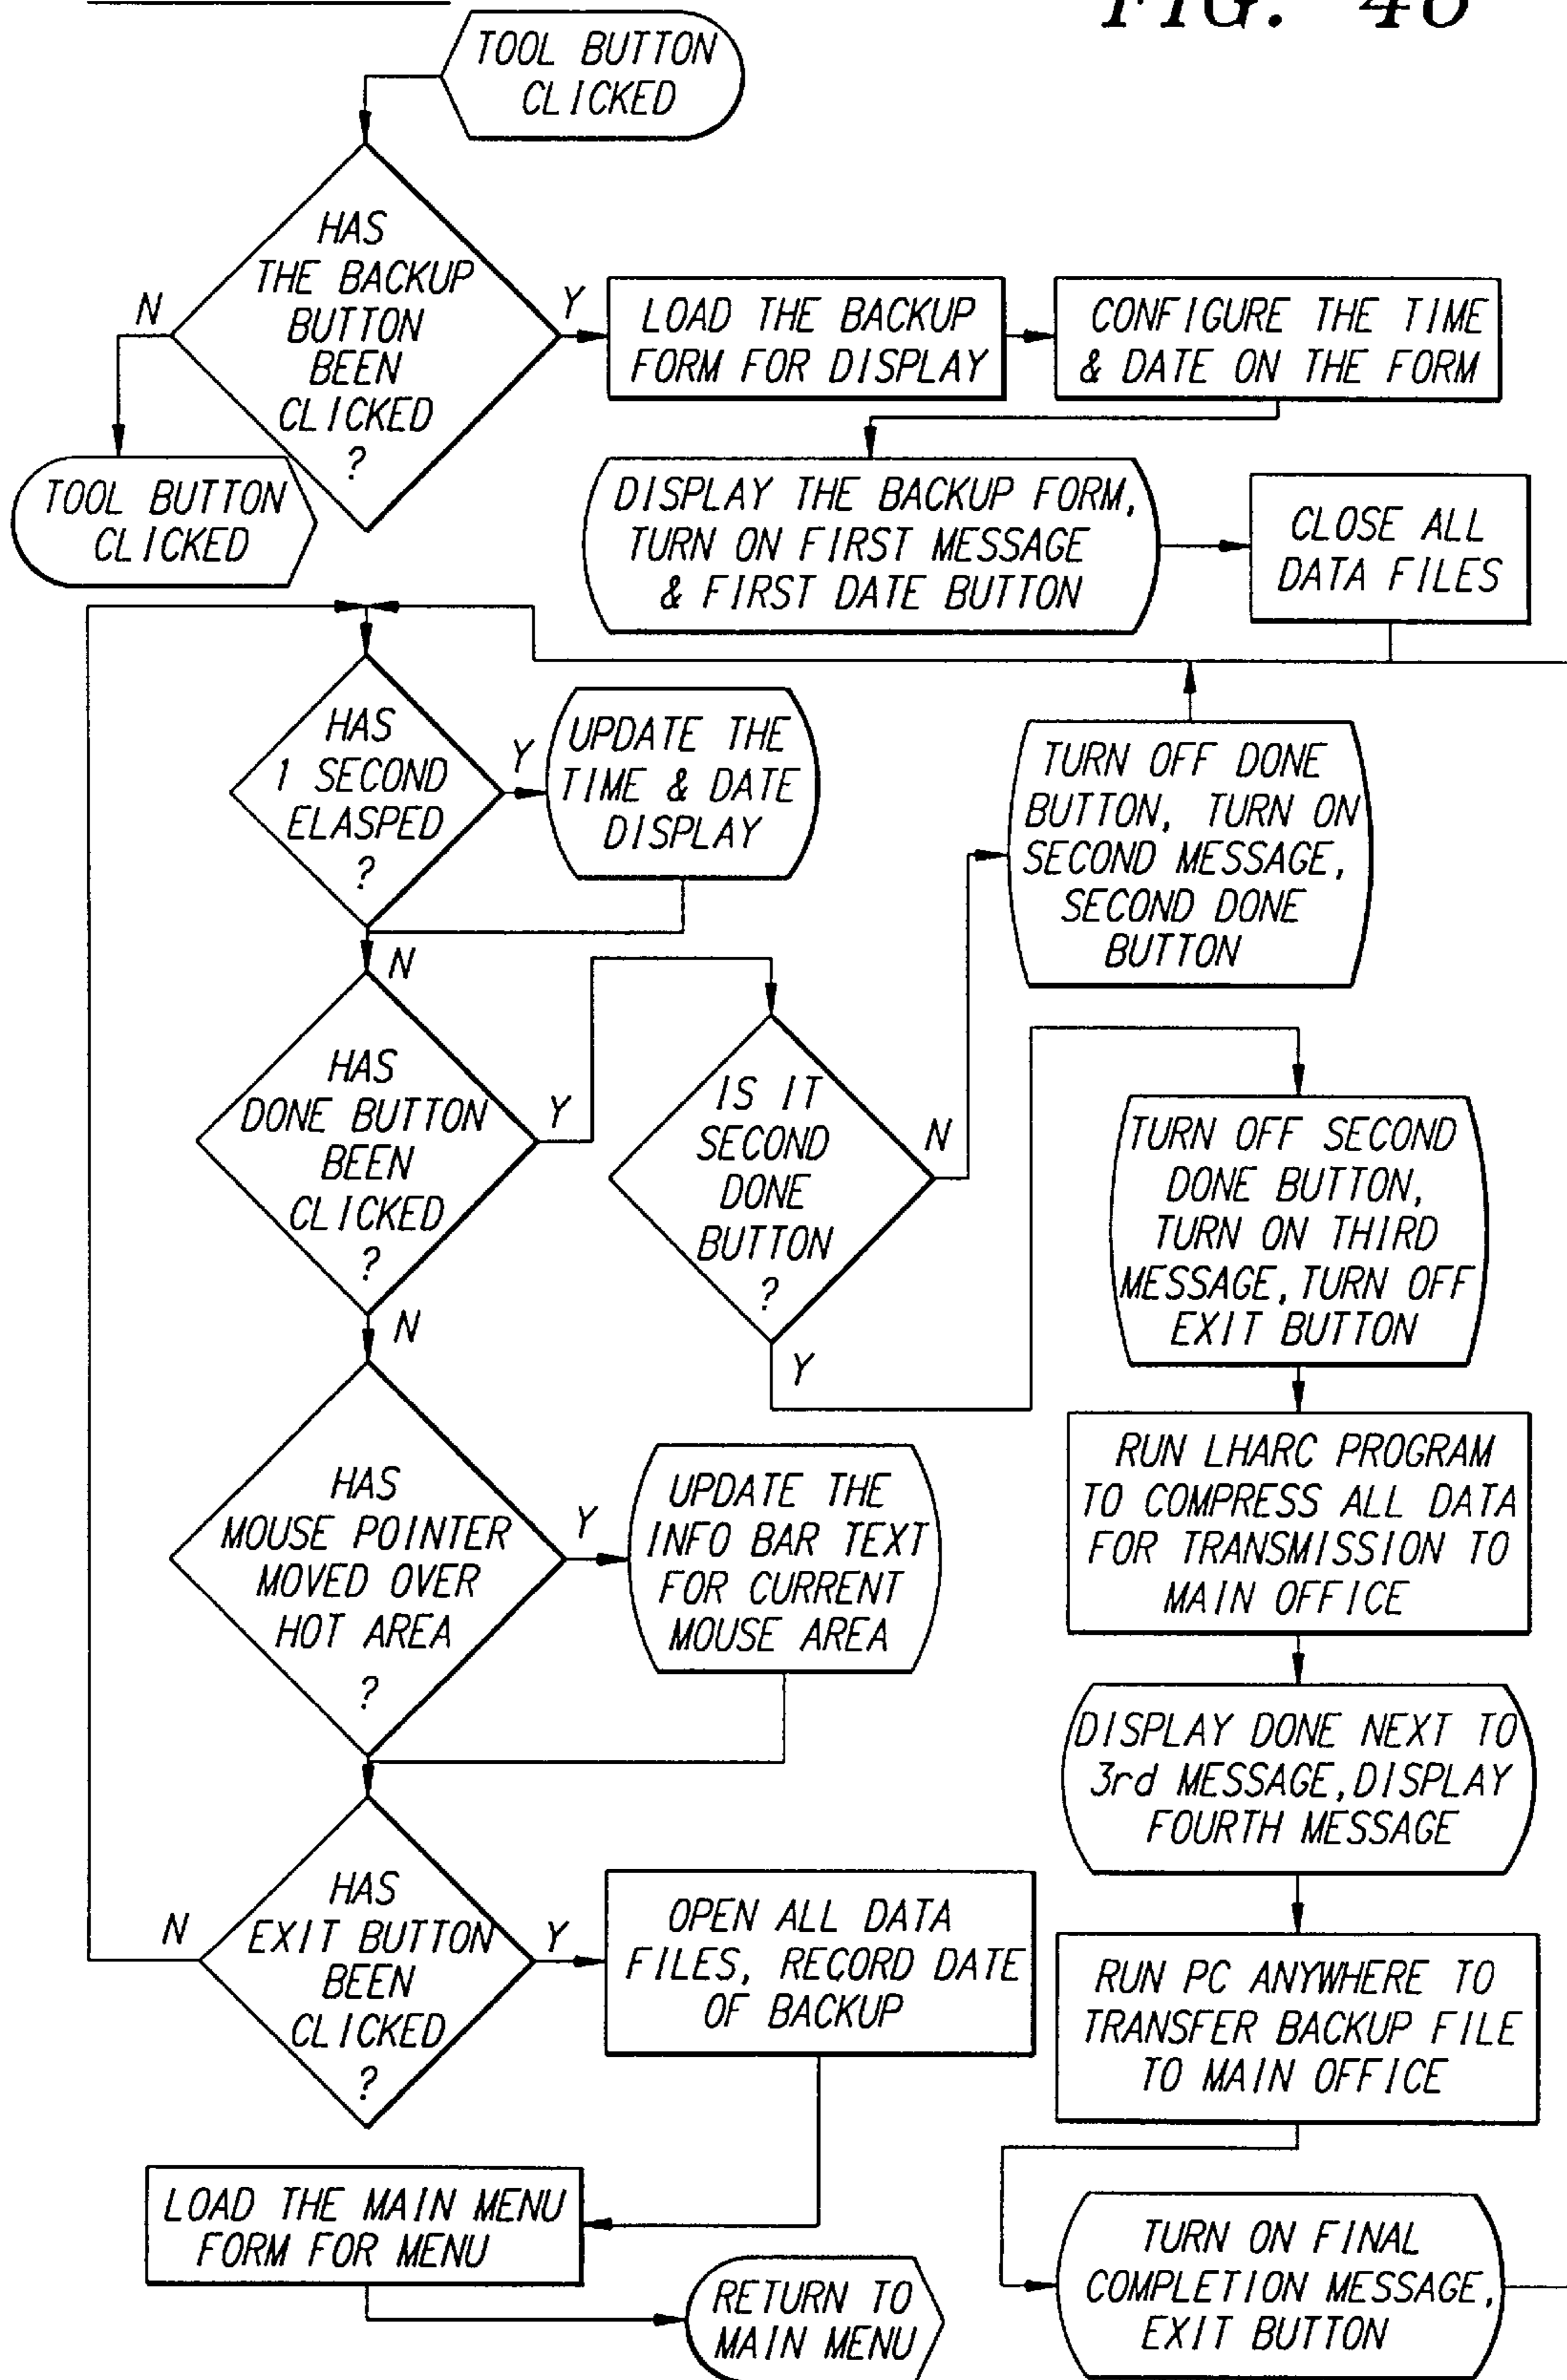 FIG. 46
TOOL BUTTON
CLICKED
HAS
THE BACKUP
BUTTON
BEEN
CLICKED
?
N
Y
LOAD THE BACKUP
FORM FOR DISPLAY
CONFIGURE THE TIME
& DATE ON THE FORM
TOOL BUTTON
CLICKED
DISPLAY THE BACKUP FORM,
TURN ON FIRST MESSAGE
& FIRST DATE BUTTON
CLOSE ALL
DATA FILES
HAS
1 SECOND
ELASPED
?
Y
UPDATE THE
TIME & DATE
DISPLAY
N
TURN OFF DONE
BUTTON, TURN ON
SECOND MESSAGE,
SECOND DONE
BUTTON
HAS
DONE BUTTON
BEEN
CLICKED
?
Y
N
IS IT
SECOND
DONE
BUTTON
?
N
Y
TURN OFF SECOND
DONE BUTTON,
TURN ON THIRD
MESSAGE, TURN OFF
EXIT BUTTON
HAS
MOUSE POINTER
MOVED OVER
HOT AREA
?
Y
UPDATE THE
INFO BAR TEXT
FOR CURRENT
MOUSE AREA
RUN LHARC PROGRAM
TO COMPRESS ALL DATA
FOR TRANSMISSION TO
MAIN OFFICE
DISPLAY DONE NEXT TO
3rd MESSAGE, DISPLAY
FOURTH MESSAGE
HAS
EXIT BUTTON
BEEN
CLICKED
?
N
Y
OPEN ALL DATA
FILES, RECORD DATE
OF BACKUP
RUN PC ANYWHERE TO
TRANSFER BACKUP FILE
TO MAIN OFFICE
LOAD THE MAIN MENU
FORM FOR MENU
RETURN TO
MAIN MENU
TURN ON FINAL
COMPLETION MESSAGE,
EXIT BUTTON